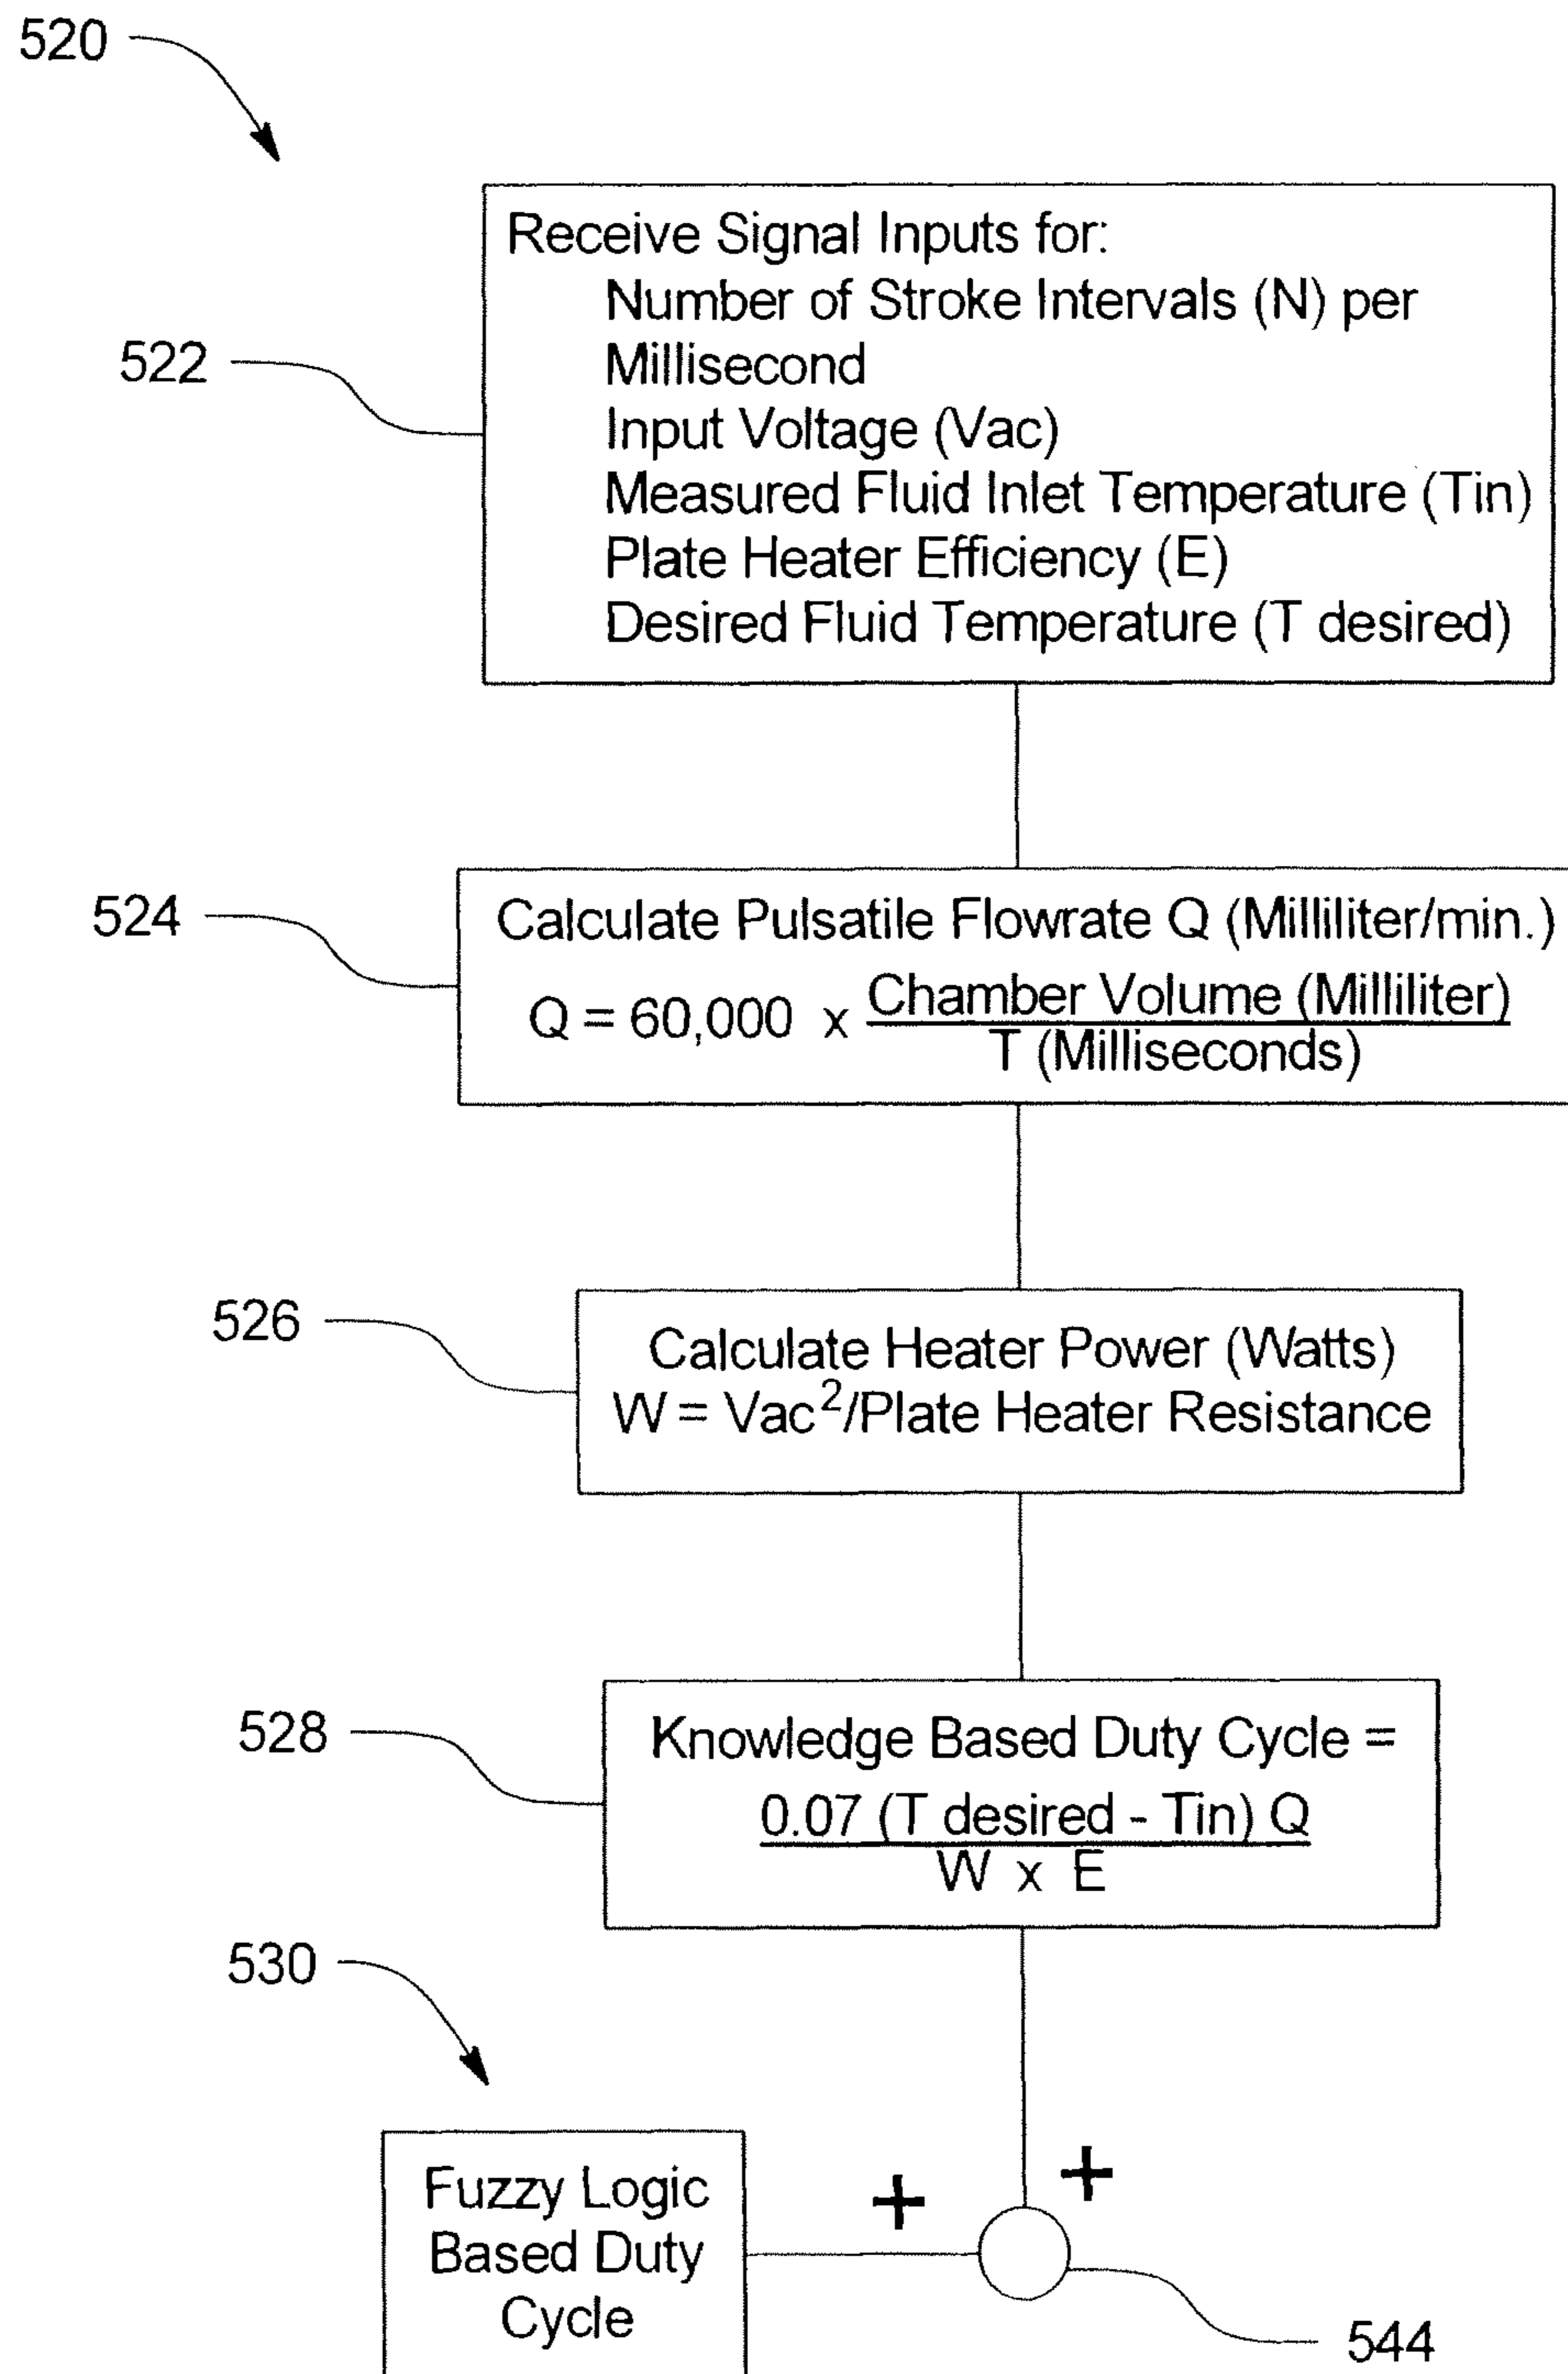 520
522
Receive Signal Inputs for:
Number of Stroke Intervals (N) per
Millisecond
Input Voltage (Vac)
Measured Fluid Inlet Temperature (Tin)
Plate Heater Efficiency (E)
Desired Fluid Temperature (T desired)
524
Calculate Pulsatile Flowrate Q (Milliliter/min.)
Q = 60,000 x Chamber Volume (Milliliter)
T (Milliseconds)
526
Calculate Heater Power (Watts)
W = Vac²/Plate Heater Resistance
528
Knowledge Based Duty Cycle =
0.07 (T desired - Tin) Q
W x E
530
Fuzzy Logic
Based Duty
Cycle
+
+
544